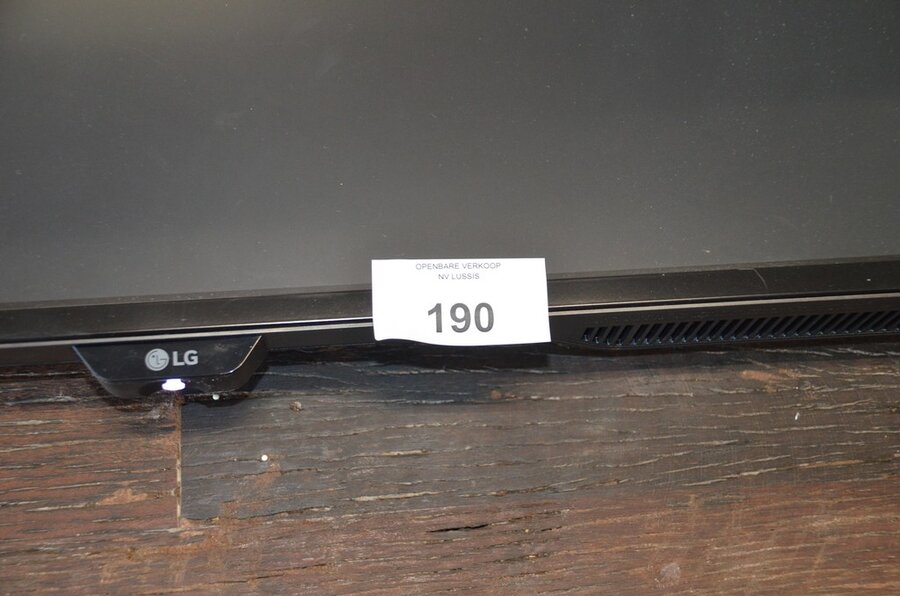 OPENBARE VERKOOP
NV LUSSIS
190
LG